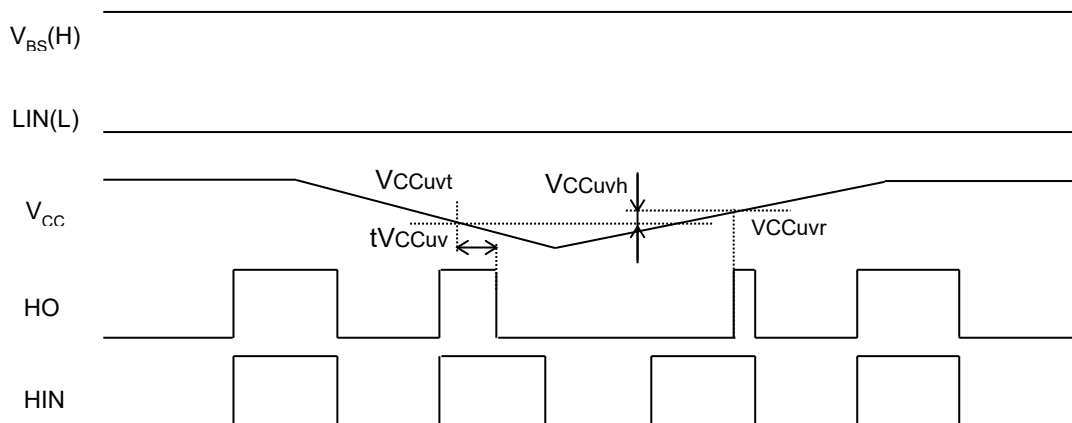 VBS(H)
LIN(L)
VCCuvt
VCCuvh
VCC
VCCuvr
tVCCuv
HO
HIN